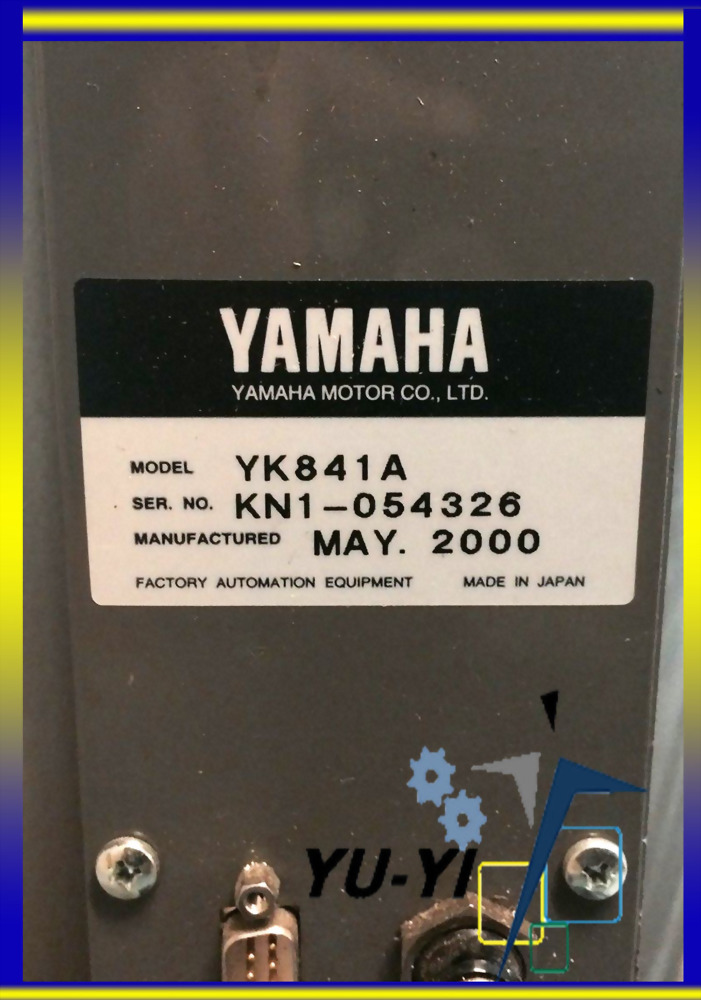 YAMAHA
YAMAHA MOTOR CO., LTD.
MODEL YK841A
SER. NO. KN1-054326
MANUFACTURED MAY. 2000
FACTORY AUTOMATION EQUIPMENT MADE IN JAPAN
YU-YI